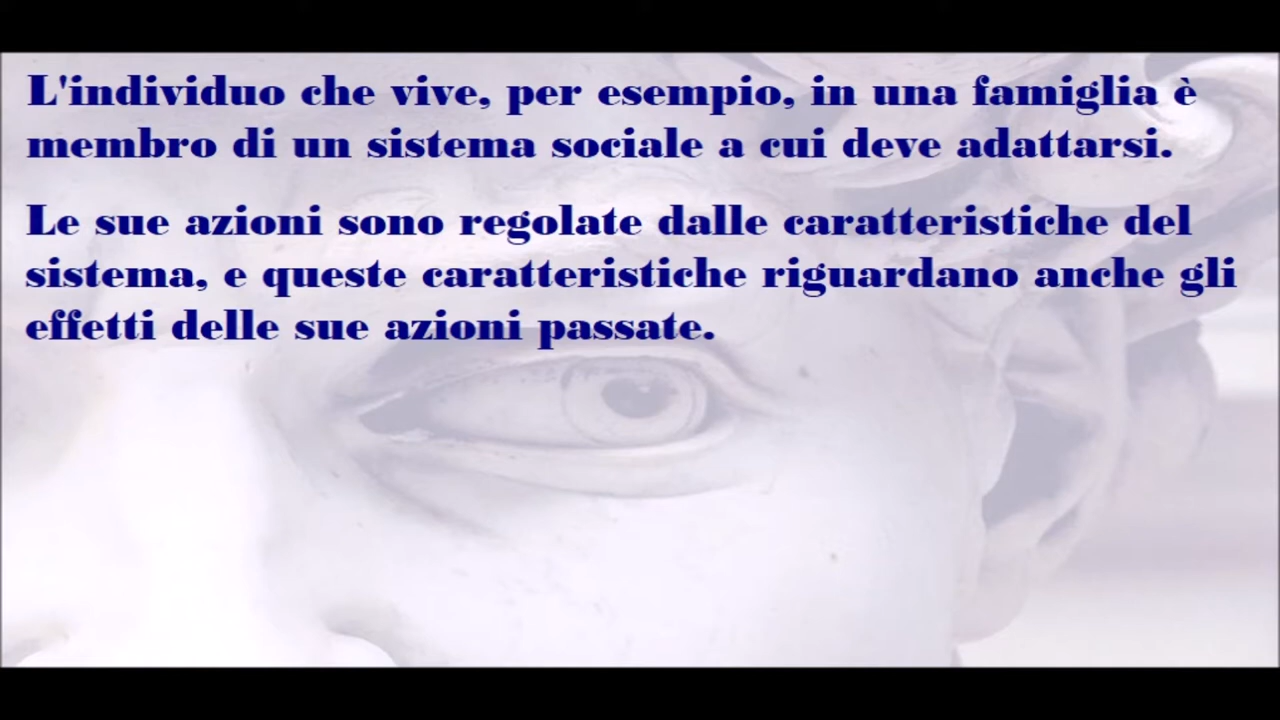 L'individuo che vive, per esempio, in una famiglia è
membro di un sistema sociale a cui deve adattarsi.
Le sue azioni sono regolate dalle caratteristiche del
sistema, e queste caratteristiche riguardano anche gli
effetti delle sue azioni passate.